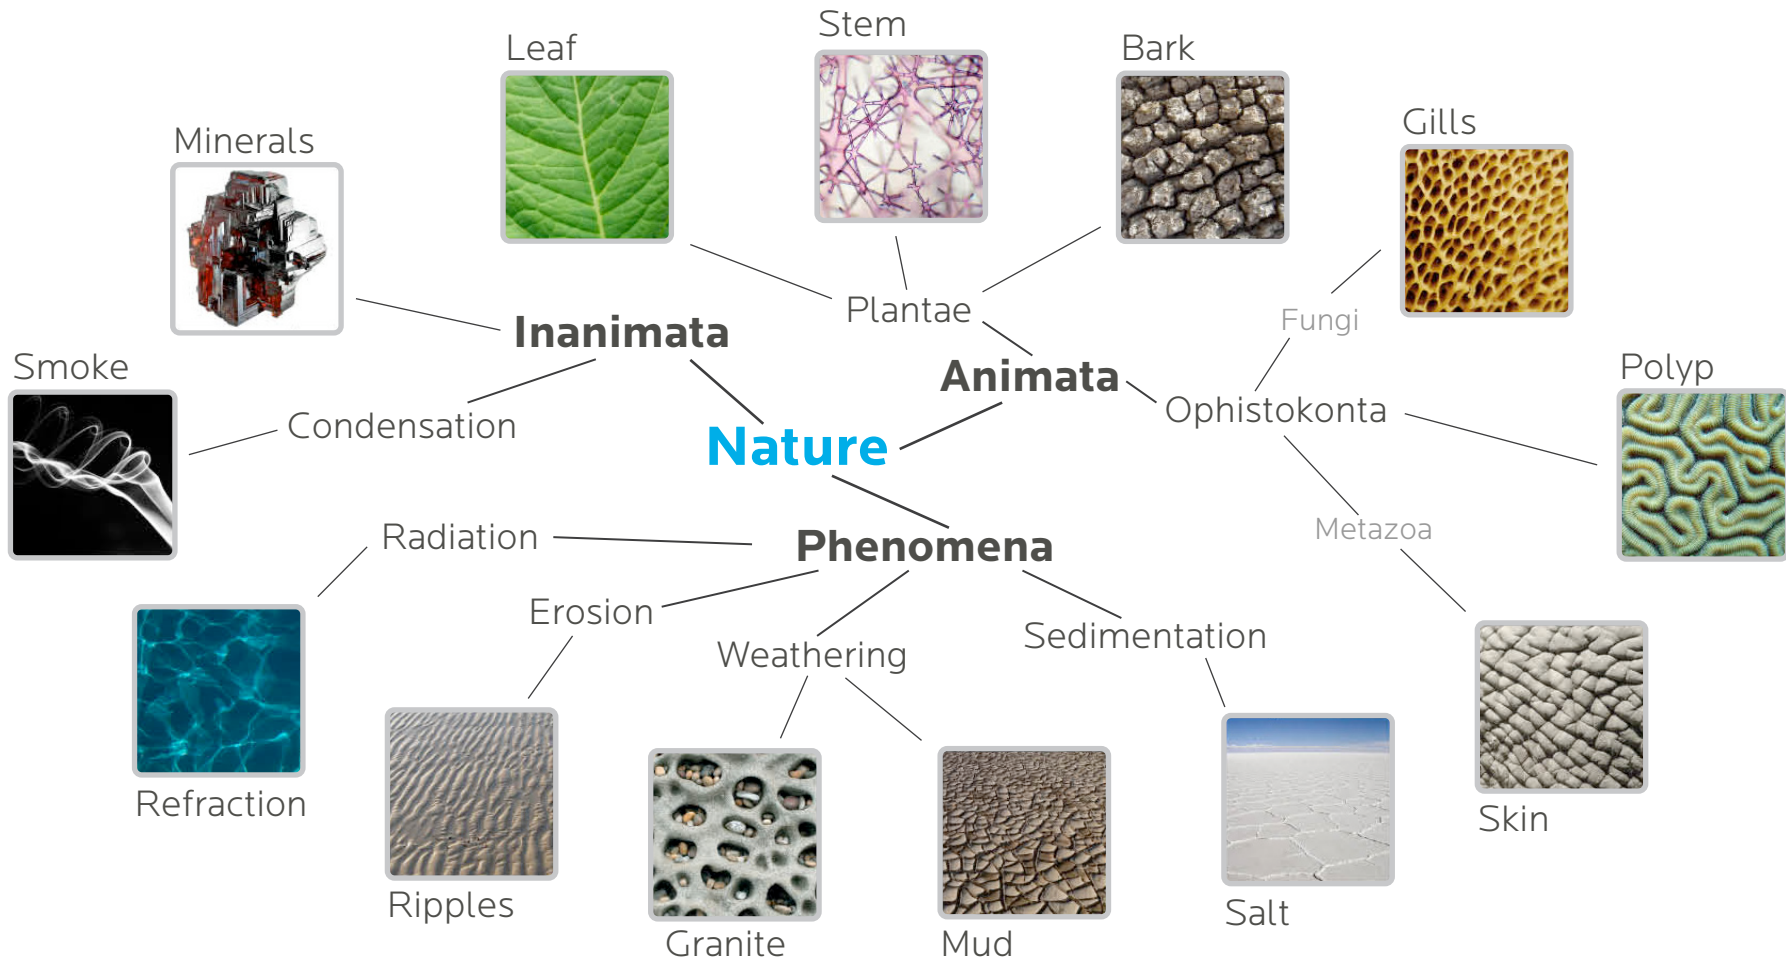 Stem
Leaf
Bark
Gills
Minerals
Plantae
Fungi
Inanimata
Smoke
Animata
Polyp
Ophistokonta
Condensation
Nature
Metazoa
Radiation
Phenomena
Erosion
Sedimentation
Weathering
Refraction
Skin
Ripples
Salt
Granite
Mud